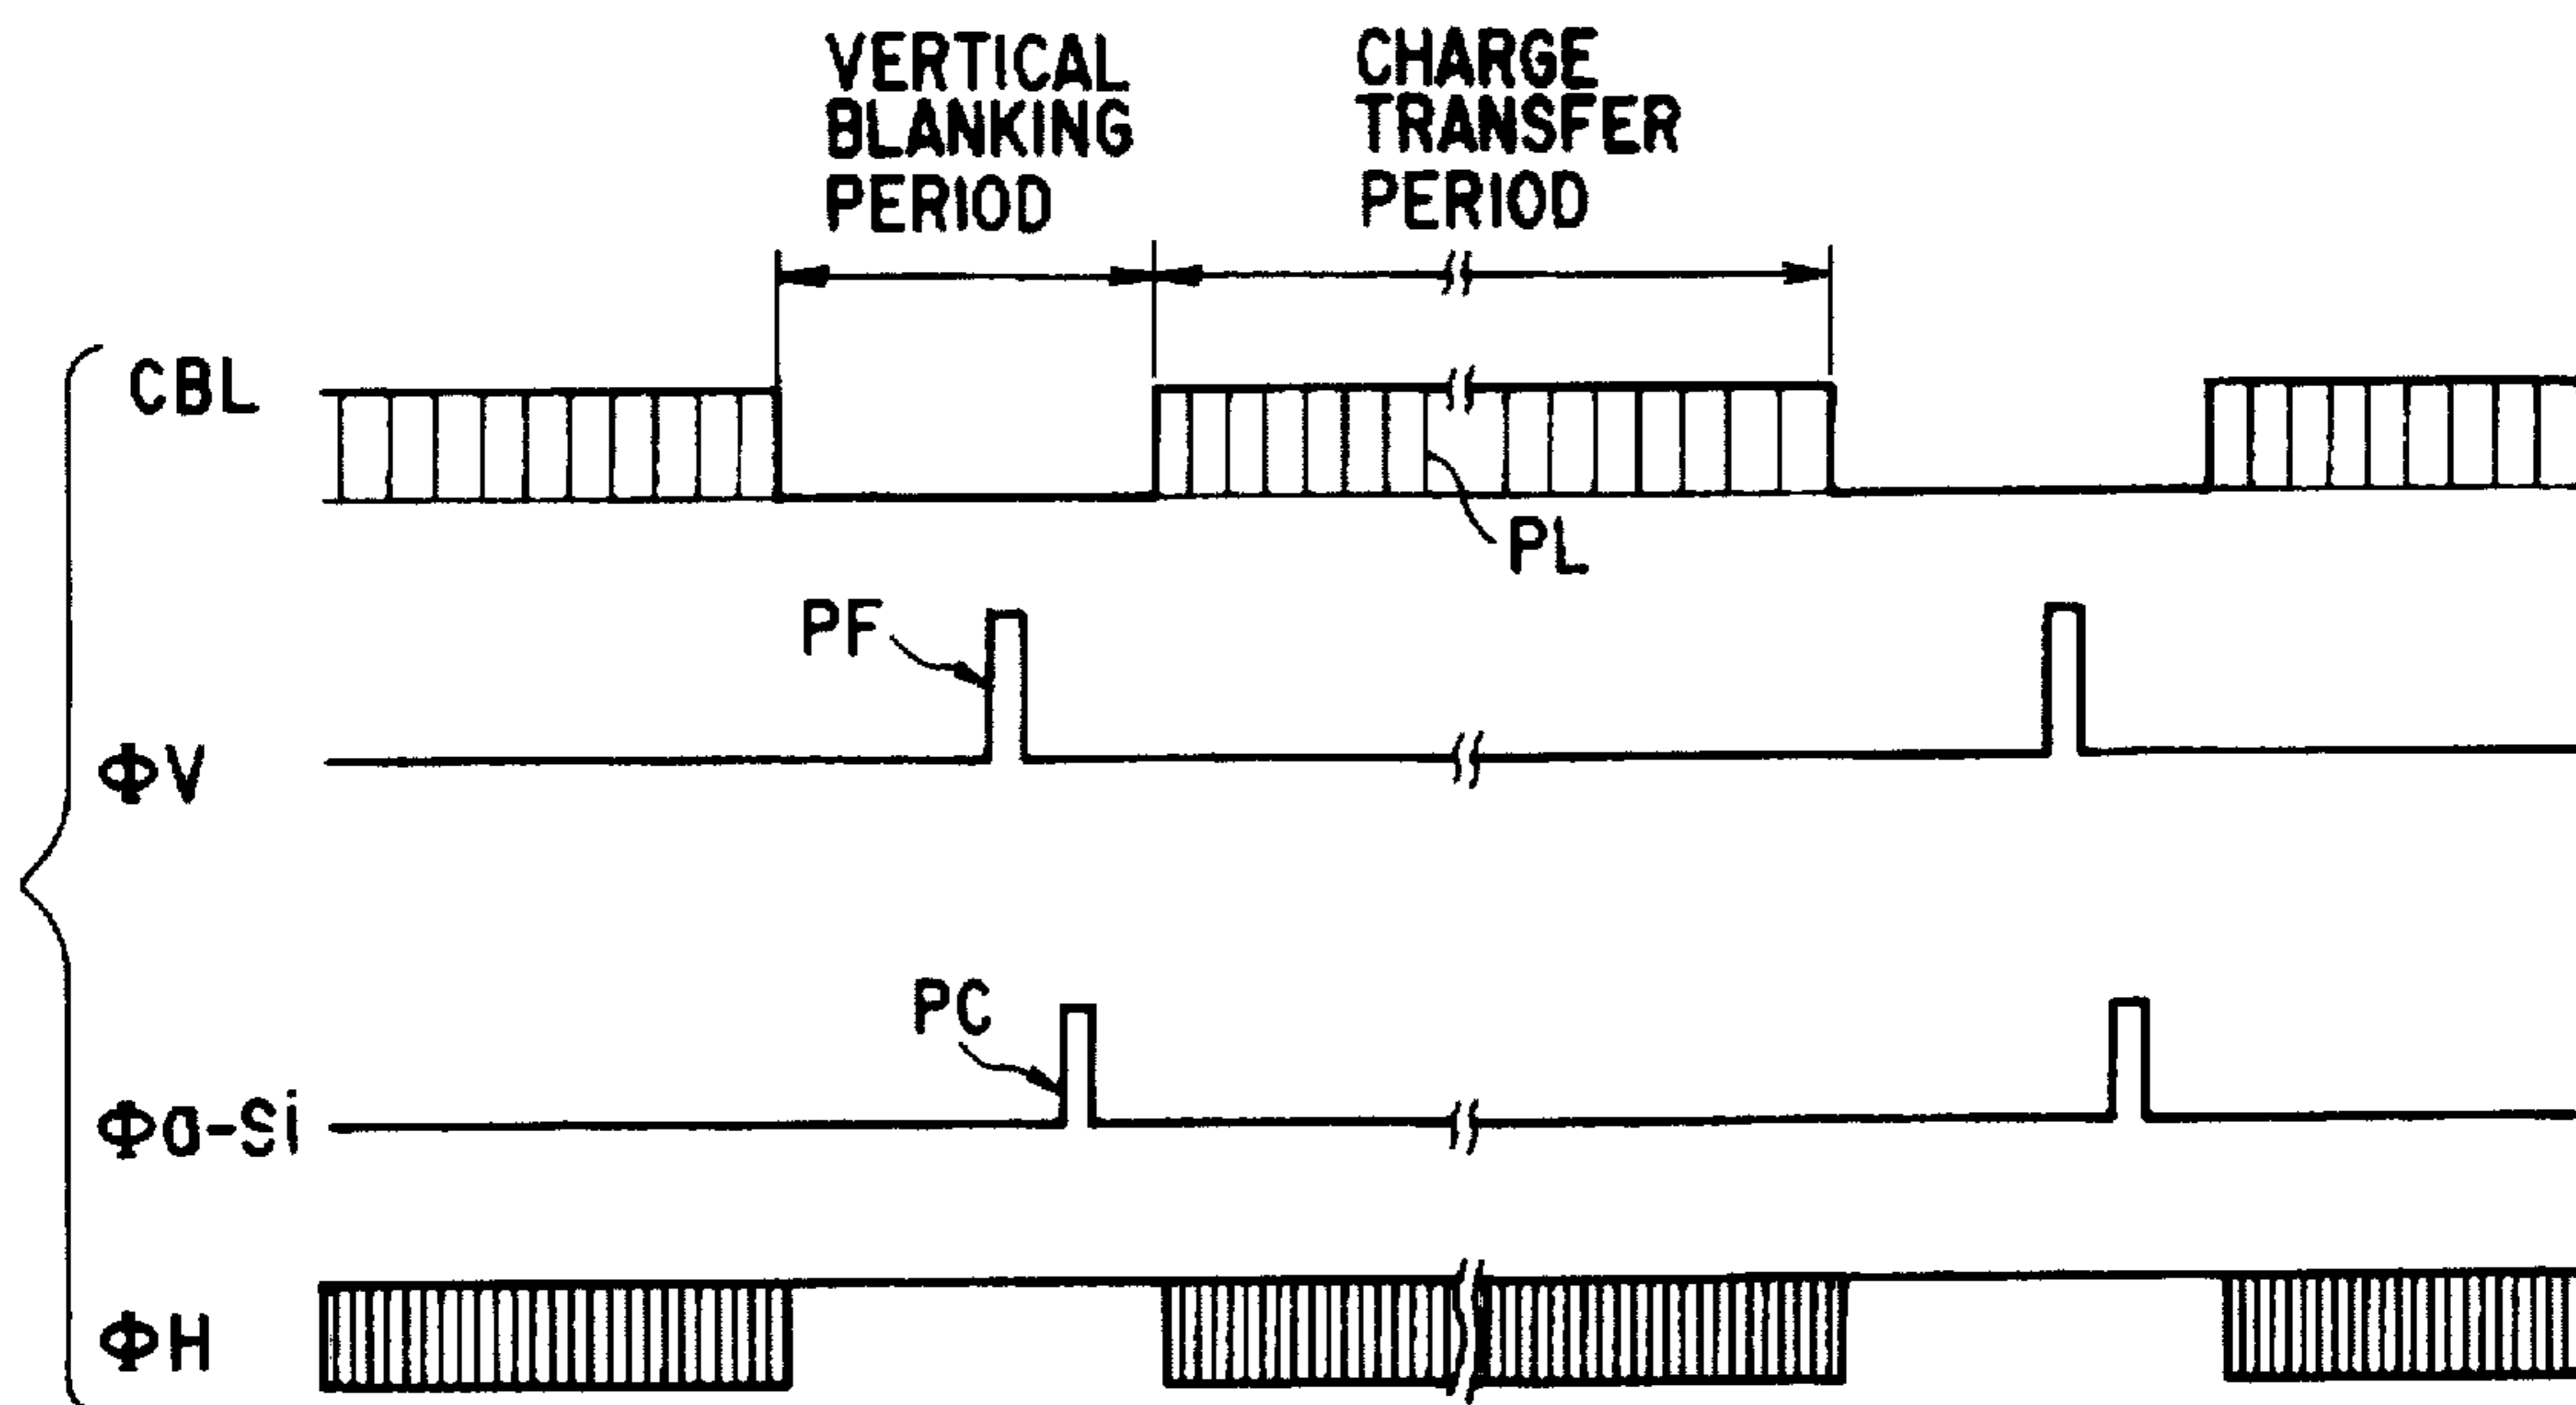 VERTICAL
BLANKING
PERIOD
CHARGE
TRANSFER
PERIOD
CBL
PL
PF
ΦV
PC
Φa-Si
ΦH